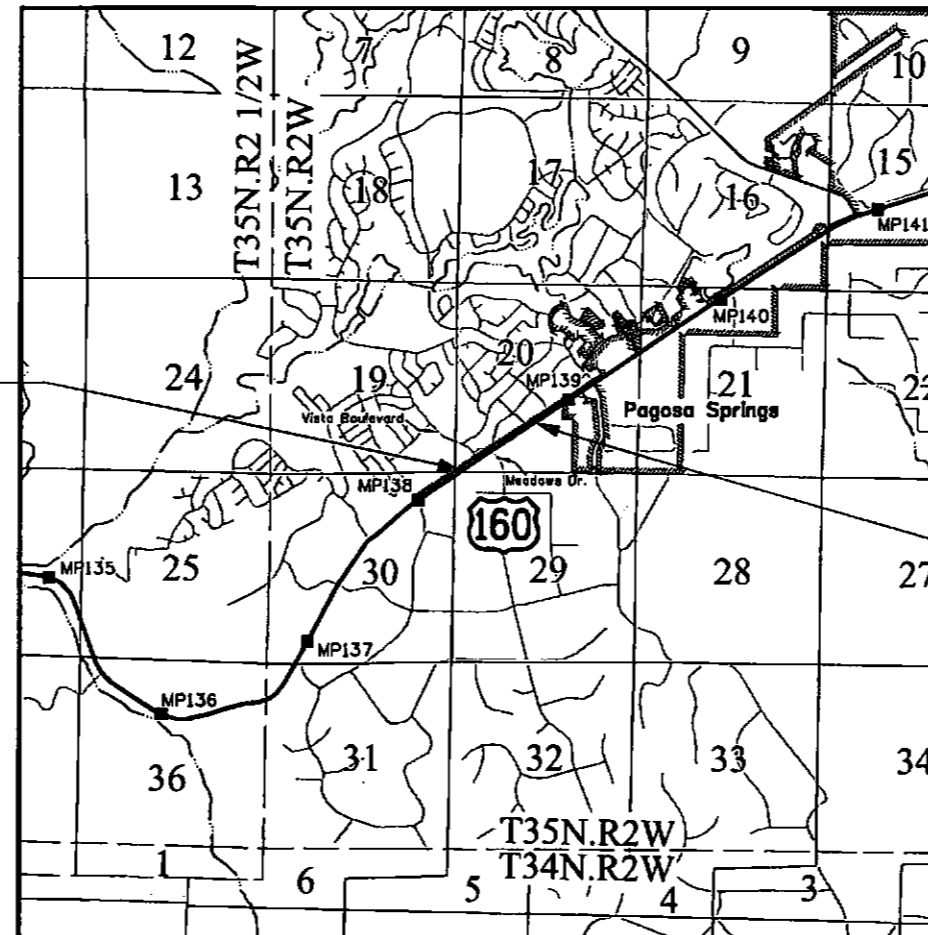 12
7
8
9
10
T35N.R2 1/2W
T35N.R2W
13
18
17
16
15
MP141
MP140
24
19
20
MP139
21
22
Vista Boulevard
Pagosa Springs
MP138
Meadows Dr.
160
MP135
25
30
29
28
27
MP137
MP136
36
31
32
33
34
T35N.R2W
T34N.R2W
1
6
5
4
3